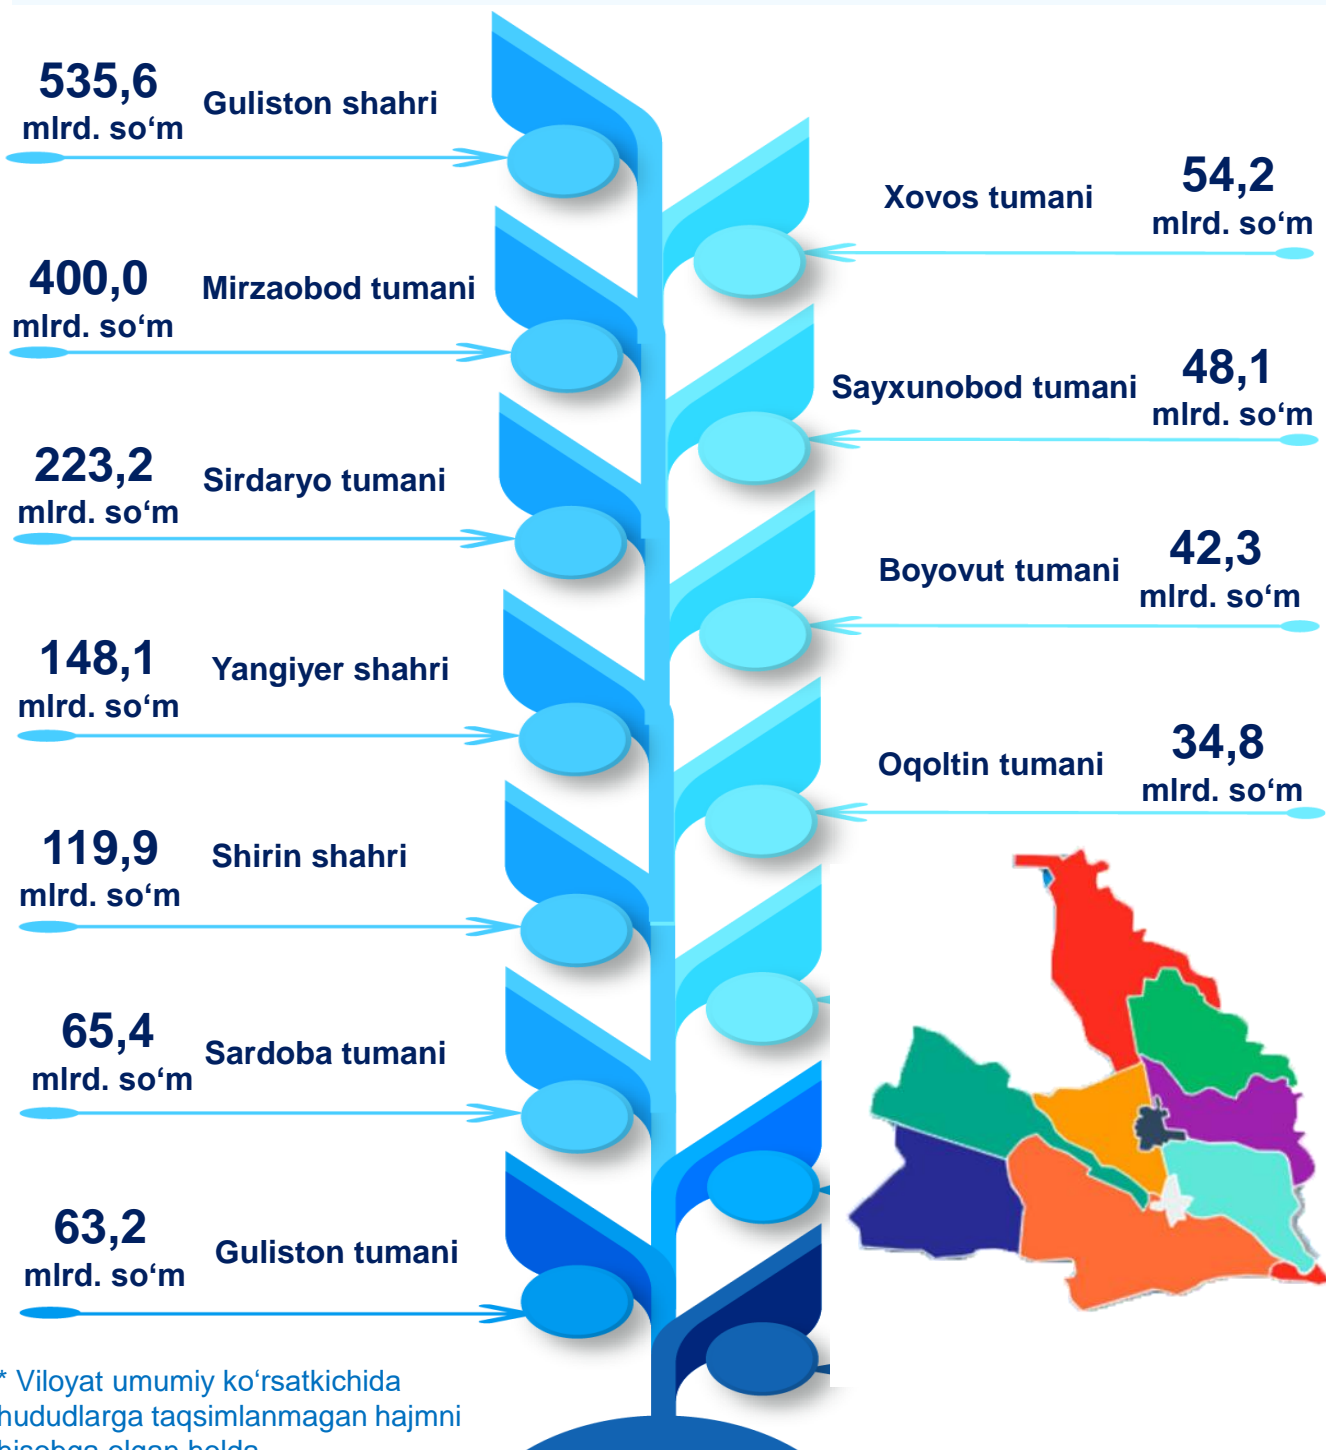 535,6
mlrd. so‘m
Guliston shahri
400,0
mlrd. so‘m
Mirzaobod tumani
223,2
mlrd. so‘m
Sirdaryo tumani
148,1
mlrd. so‘m
Yangiyer shahri
119,9
mlrd. so‘m
Shirin shahri
65,4
mlrd. so‘m
Sardoba tumani
63,2
mlrd. so‘m
Guliston tumani
Xovos tumani
54,2
mlrd. so‘m
Sayxunobod tumani
48,1
mlrd. so‘m
Boyovut tumani
42,3
mlrd. so‘m
Oqoltin tumani
34,8
mlrd. so‘m
* Viloyat umumiy ko‘rsatkichida
hududlarga taqsimlanmagan hajmni